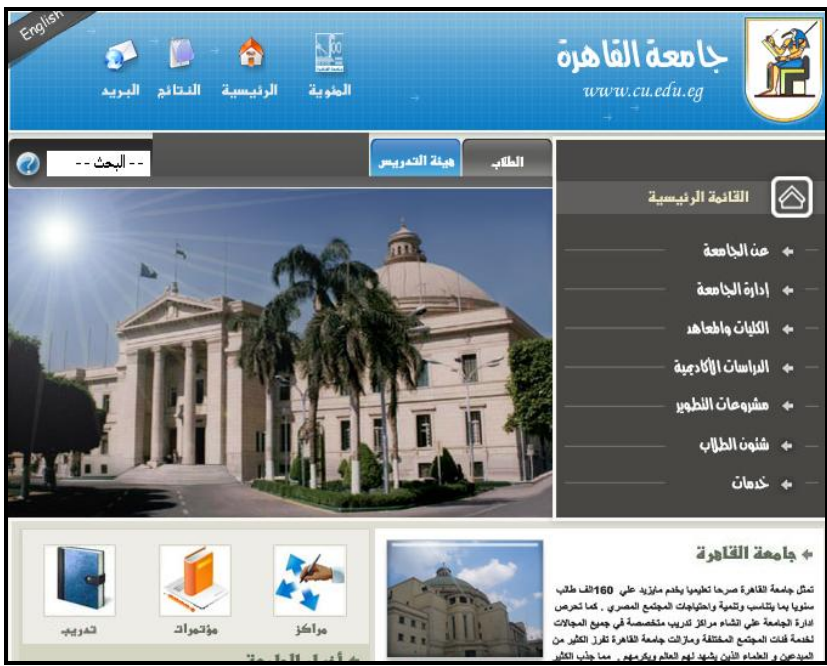 English
جامعة القاهرة
www.cu.edu.eg
المئوية
الرئيسية
النتائج
البريد
الطلاب
هيئة التدريس
-- البحث --
القائمة الرئيسية
عن الجامعة
إدارة الجامعة
الكليات والمعاهد
الدراسات الأكاديمية
مشروعات التطوير
شئون الطلاب
خدمات
جامعة القاهرة
تمثل جامعة القاهرة صرحا تعليميا يخدم مايزيد علي 160الف طالب
سنويا بما يتناسب وتنمية واحتياجات المجتمع المصري . كما تحرص
ادارة الجامعة علي انشاء مراكز تدريب متخصصة في جميع المجالات
لخدمة فئات المجتمع المختلفة ومازالت جامعة القاهرة تفرز الكثير من
المبدعين و العلماء الذين يشهد لهم العالم ويكرمهم . مما جذب الكثير
مراكز
مؤتمرات
تدريب